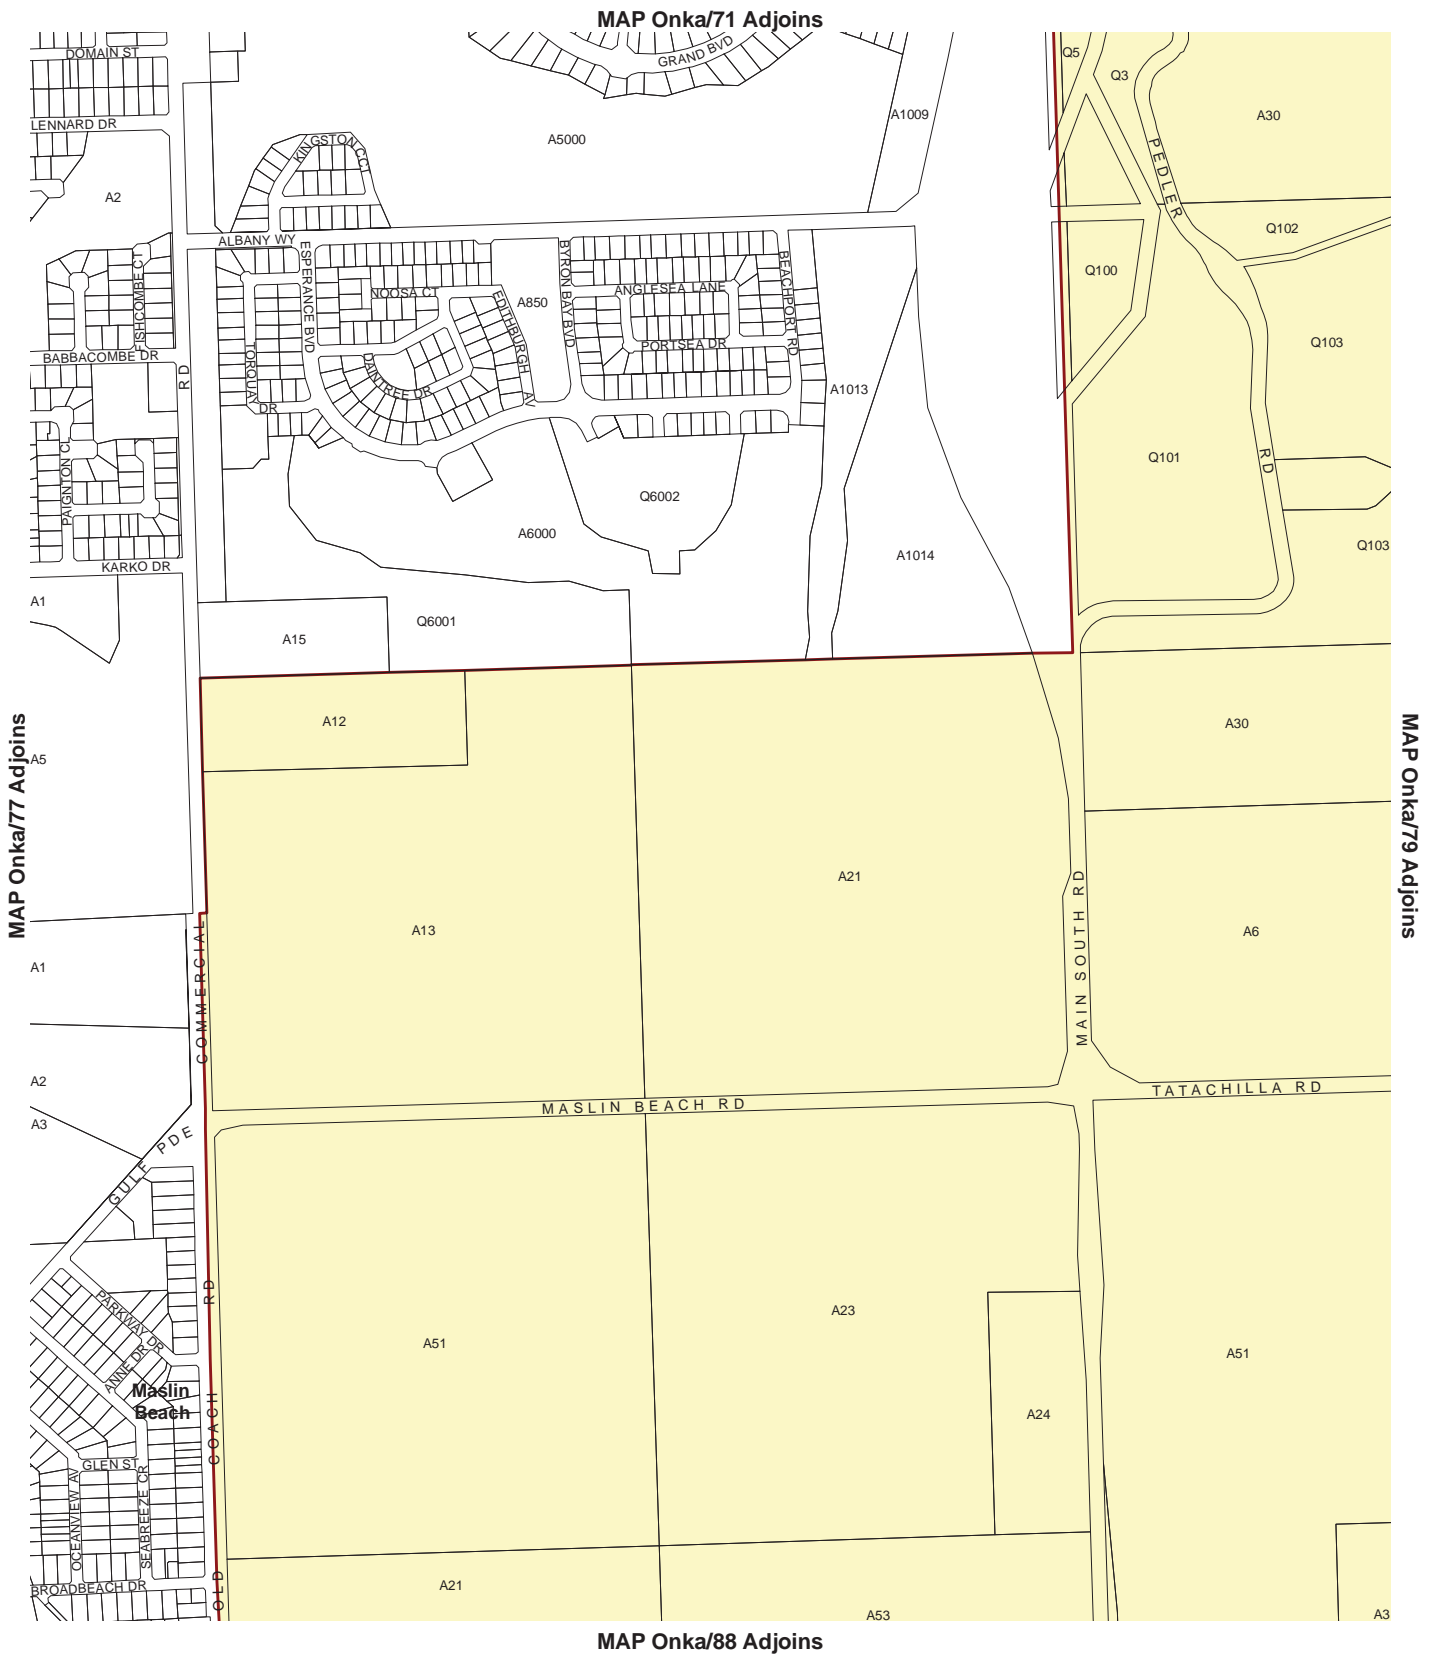 MAP Onka/71 Adjoins
DOMAIN ST
GRAND BVD
Q5
Q3
A30
LENNARD DR
A1009
A5000
KINGSTON CCT
PEDLER
A2
Q102
ALBANY WY
ESPERANCE BVD
FISHCOMBE CT
BYRON BAY BVD
BEACHPORT RD
Q100
NOOSA CT
EDITHBURGH AV
A850
ANGLESEA LANE
Q103
BABBACOMBE DR
TORQUAY DR
DAINTREE DR
PORTSEA DR
RD
A1013
PAIGNTON CL
Q101
RD
Q6002
A6000
A1014
Q103
KARKO DR
A1
A15
Q6001
A12
A30
MAP Onka/77 Adjoins
MAP Onka/79 Adjoins
A5
A21
MAIN SOUTH RD
A13
A6
A1
COMMERCIAL
A2
TATACHILLA RD
MASLIN BEACH RD
A3
GULF PDE
RD
PARKWAY DR
A23
A51
A51
ANNE DR
Maslin
Beach
COACH
A24
GLEN ST
OCEANVIEW AV
SEABREEZE CR
OLD
BROADBEACH DR
A21
A53
A3
MAP Onka/88 Adjoins